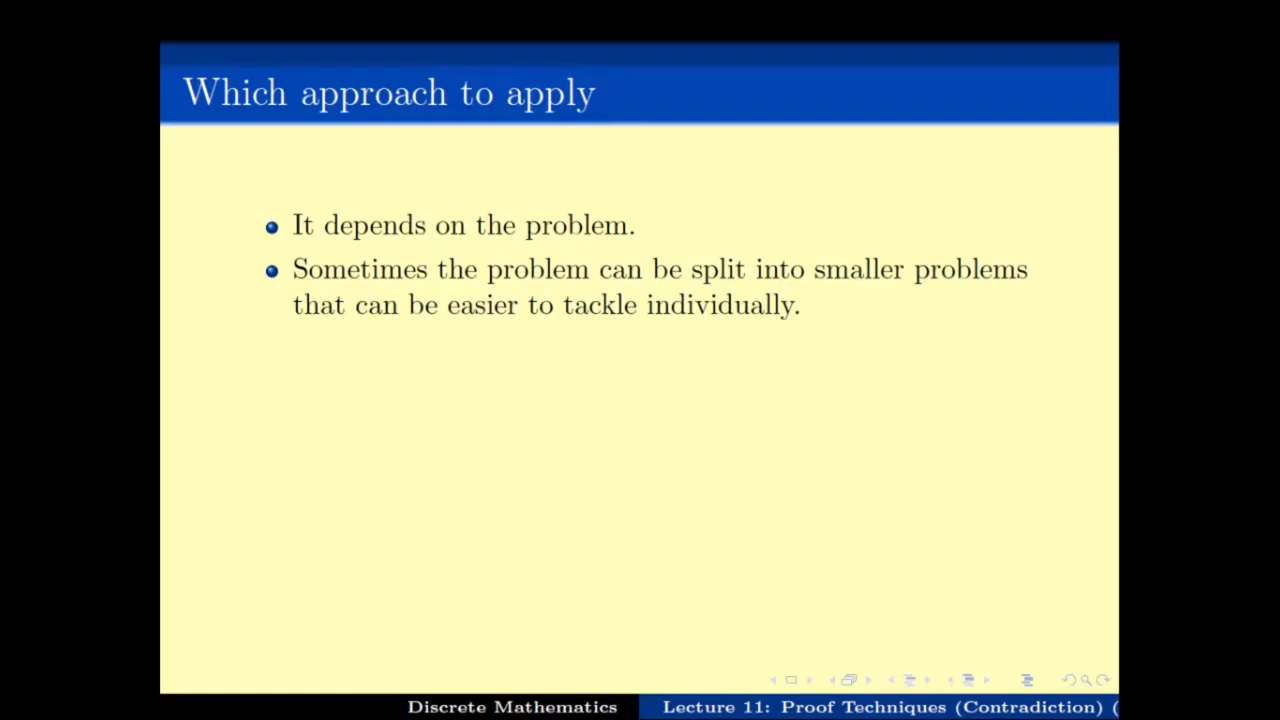 Which approach to apply
It depends on the problem.
Sometimes the problem can be split into smaller problems
that can be easier to tackle individually.
Discrete Mathematics
Lecture 11: Proof Techniques (Contradiction) (